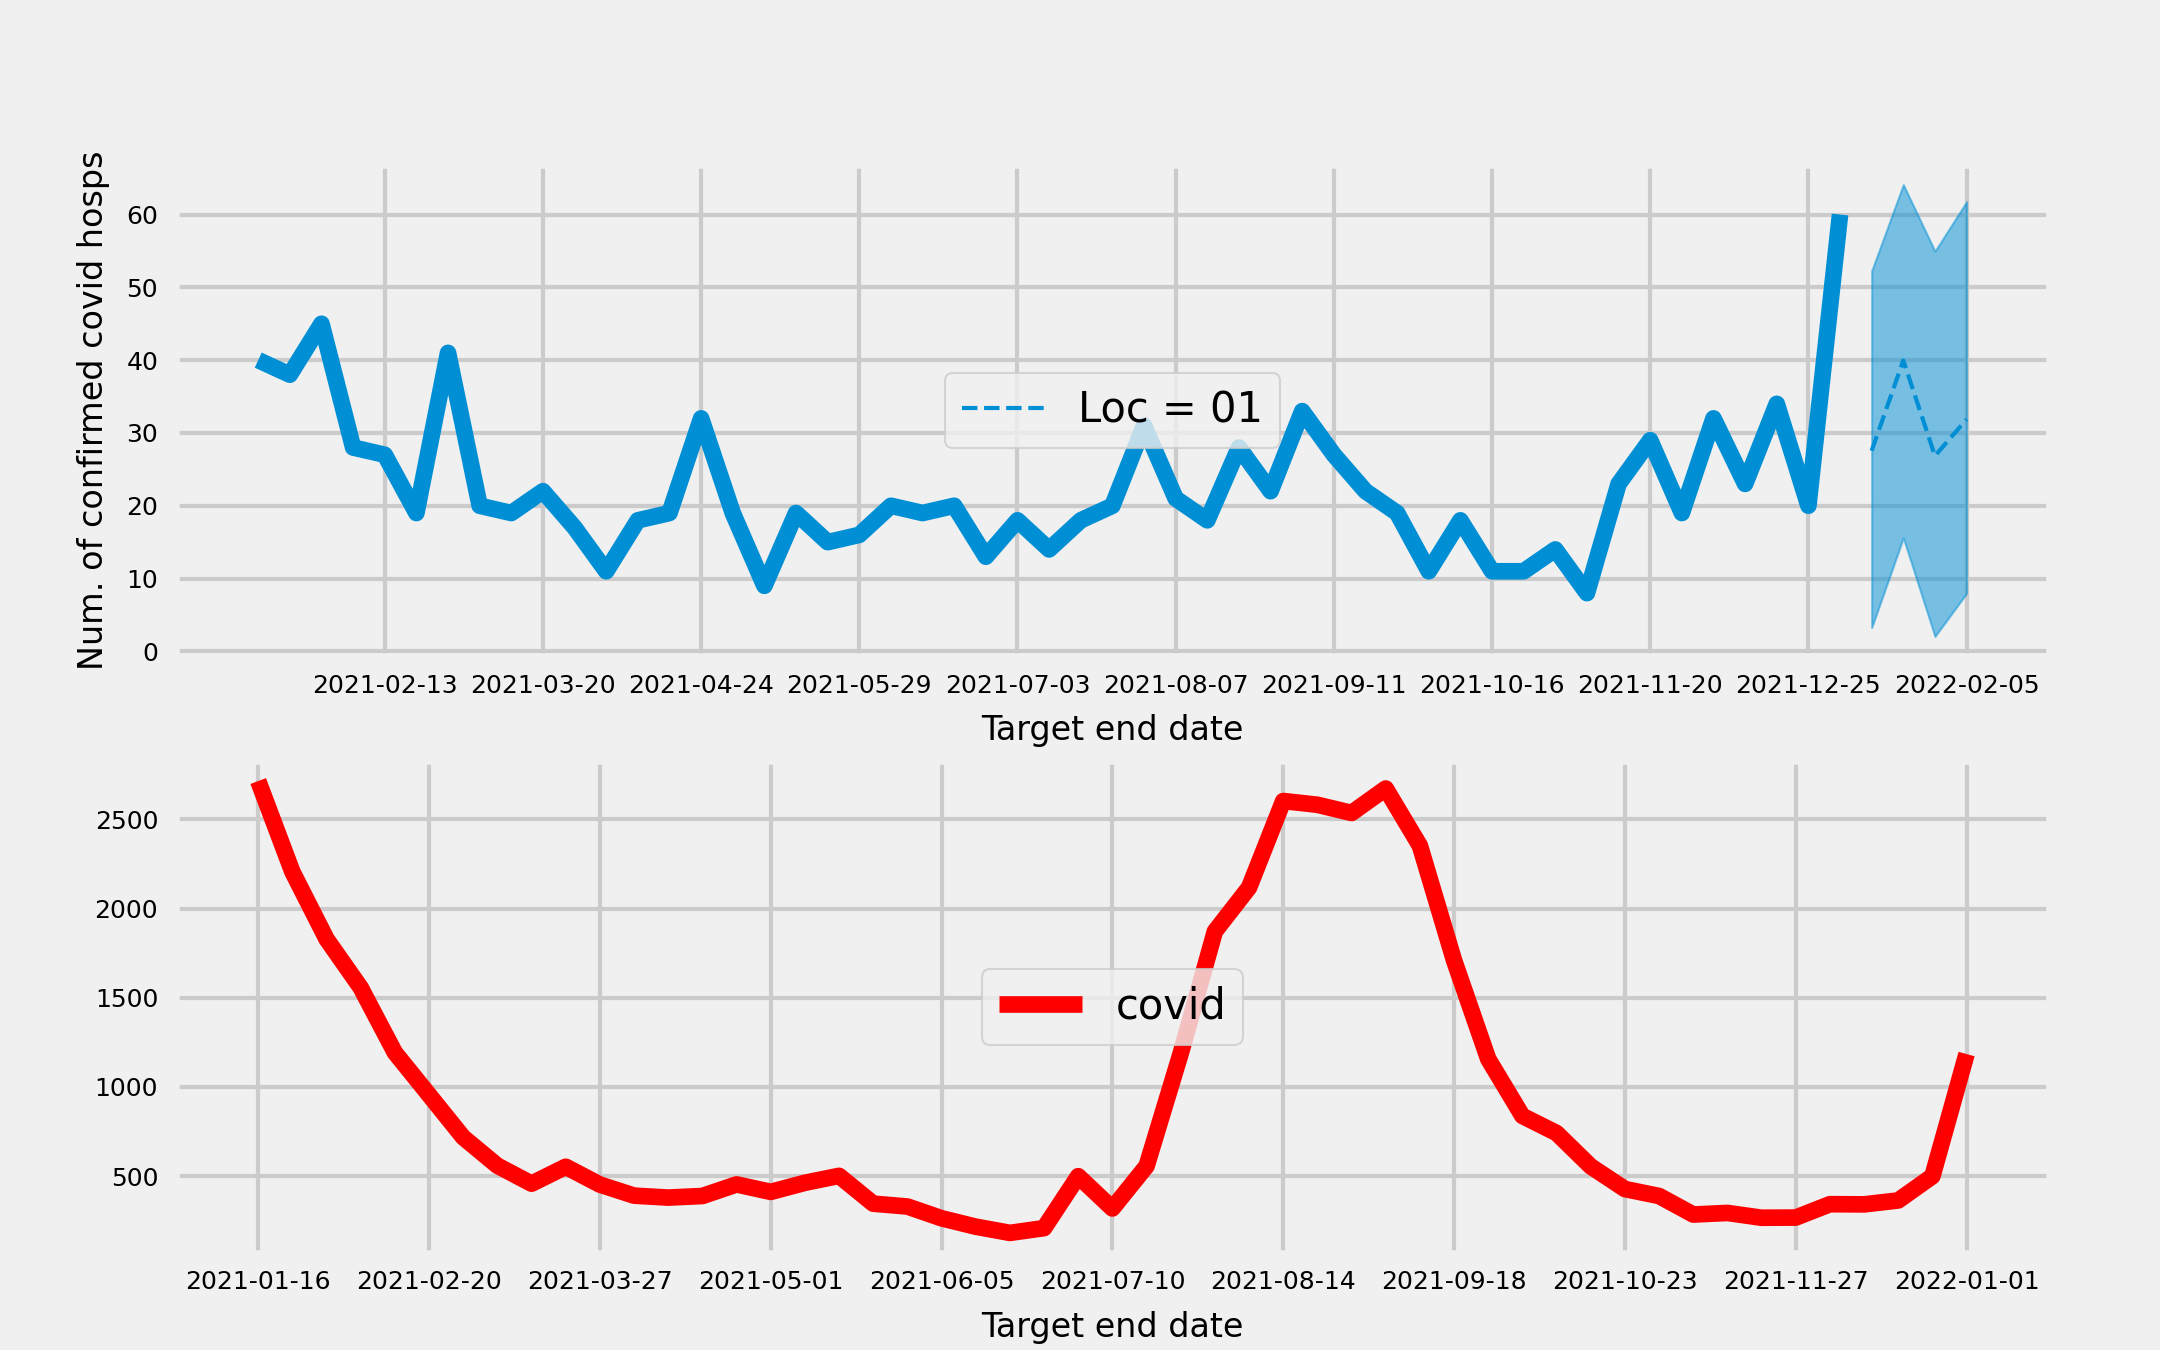 Num. of confirmed covid hosps
60
50
40
30
20
10
0
Loc = 01
2021-02-13 2021-03-20 2021-04-24 2021-05-29 2021-07-03 2021-08-07 2021-09-11 2021-10-16 2021-11-20 2021-12-25 2022-02-05
Target end date
2500
2000
1500
1000
500
covid
2021-01-16 2021-02-20 2021-03-27 2021-05-01 2021-06-05 2021-07-10 2021-08-14 2021-09-18 2021-10-23 2021-11-27 2022-01-01
Target end date